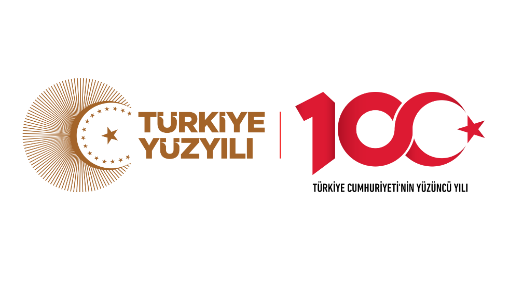 TÜRKİYE
YÜZYILI
100
TÜRKİYE CUMHURİYETİ'NİN YÜZÜNCÜ YILI